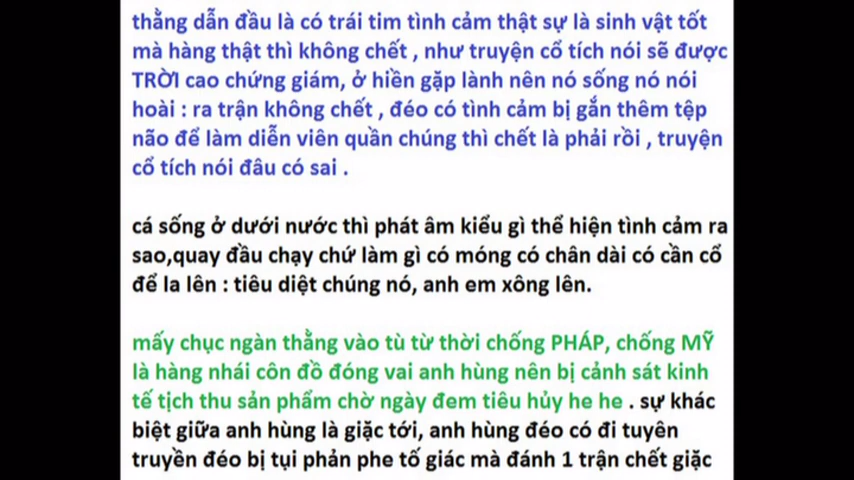 thằng dẫn đầu là có trái tim tình cảm thật sự là sinh vật tốt
mà hàng thật thì không chết , như truyện cổ tích nói sẽ được
TRỜI cao chứng giám, ở hiền gặp lành nên nó sống nó nói
hoài : ra trận không chết , đéo có tình cảm bị gắn thêm tệp
não để làm diễn viên quần chúng thì chết là phải rồi , truyện
cổ tích nói đâu có sai .
cá sống ở dưới nước thì phát âm kiểu gì thể hiện tình cảm ra
sao,quay đầu chạy chứ làm gì có móng có chân dài có cần cổ
để la lên : tiêu diệt chúng nó, anh em xông lên.
mấy chục ngàn thằng vào tù từ thời chống PHÁP, chống MỸ
là hàng nhái côn đồ đóng vai anh hùng nên bị cảnh sát kinh
tế tịch thu sản phẩm chờ ngày đem tiêu hủy he he . sự khác
biệt giữa anh hùng là giặc tới, anh hùng đéo có đi tuyên
truyền đéo bị tụi phản phe tố giác mà đánh 1 trận chết giặc